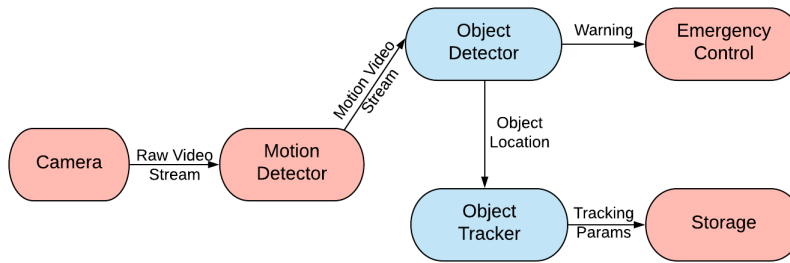 Camera
Raw Video
Stream
Motion
Detector
Motion Video
Stream
Object
Detector
Warning
Emergency
Control
Object
Location
Object
Tracker
Tracking
Params
Storage